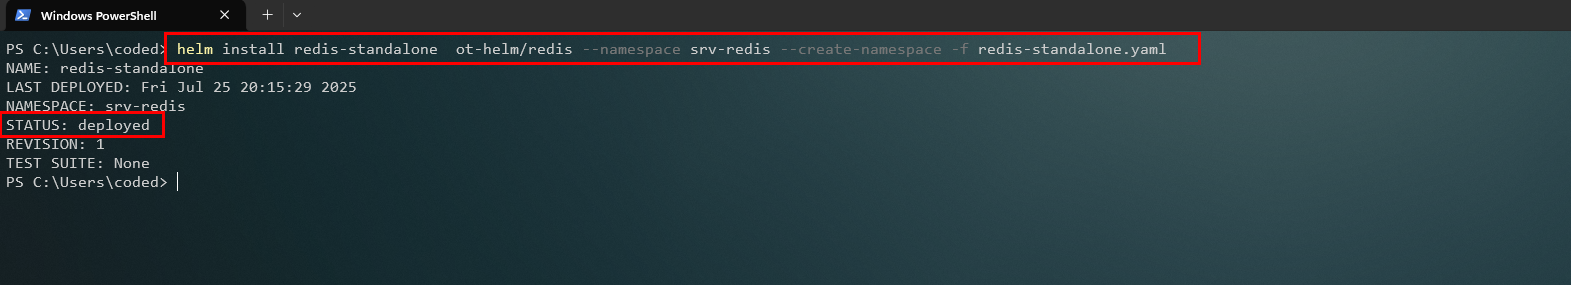 Windows PowerShell
PS C:\Users\coded> helm install redis-standalone  ot-helm/redis --namespace srv-redis --create-namespace -f redis-standalone.yaml
NAME: redis-standalone
LAST DEPLOYED: Fri Jul 25 20:15:29 2025
NAMESPACE: srv-redis
STATUS: deployed
REVISION: 1
TEST SUITE: None
PS C:\Users\coded>